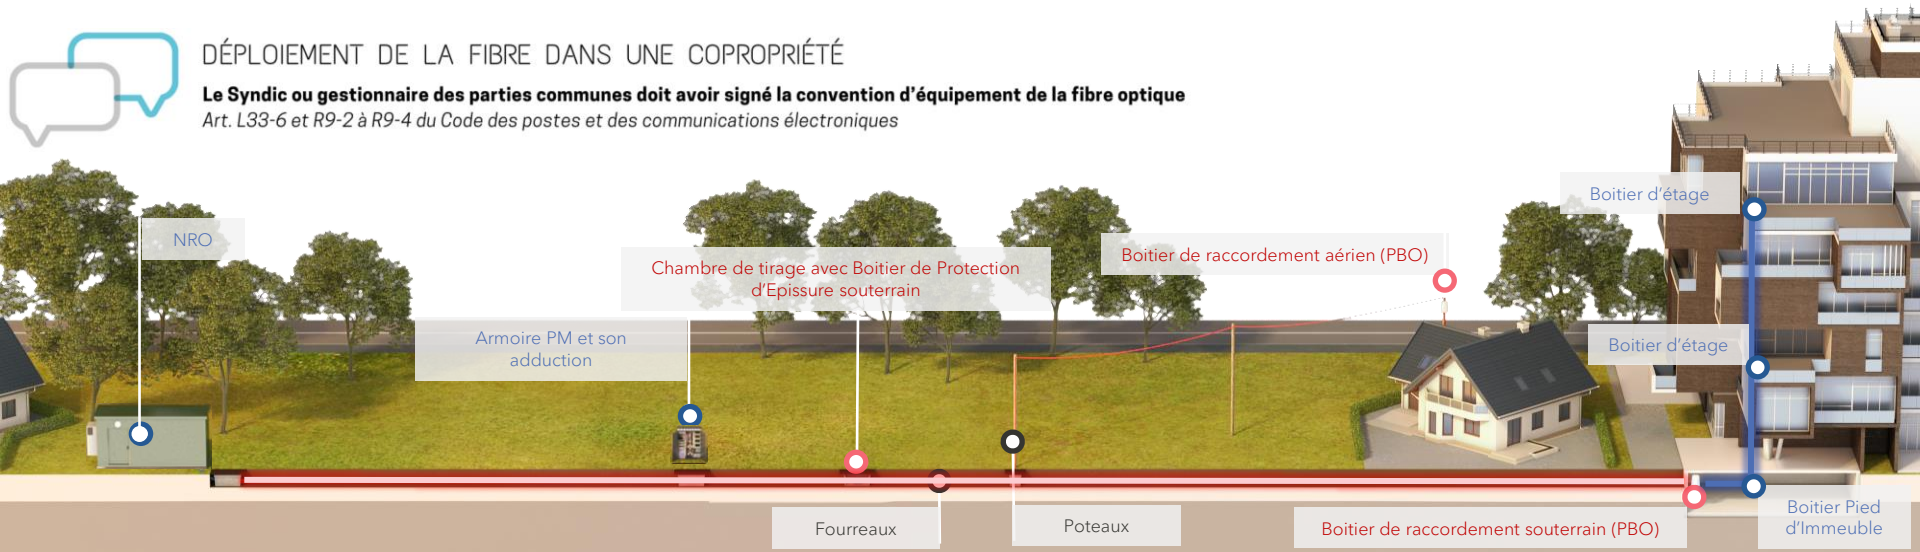 DÉPLOIEMENT DE LA FIBRE DANS UNE COPROPRIÉTÉ
Le Syndic ou gestionnaire des parties communes doit avoir signé la convention d’équipement de la fibre optique
Art. L33-6 et R9-2 à R9-4 du Code des postes et des communications électroniques
Boitier d’étage
NRO
Boitier de raccordement aérien (PBO)
Chambre de tirage avec Boitier de Protection
d’Epissure souterrain
Armoire PM et son
adduction
Boitier d’étage
Fourreaux
Poteaux
Boitier de raccordement souterrain (PBO)
Boitier Pied
d’Immeuble